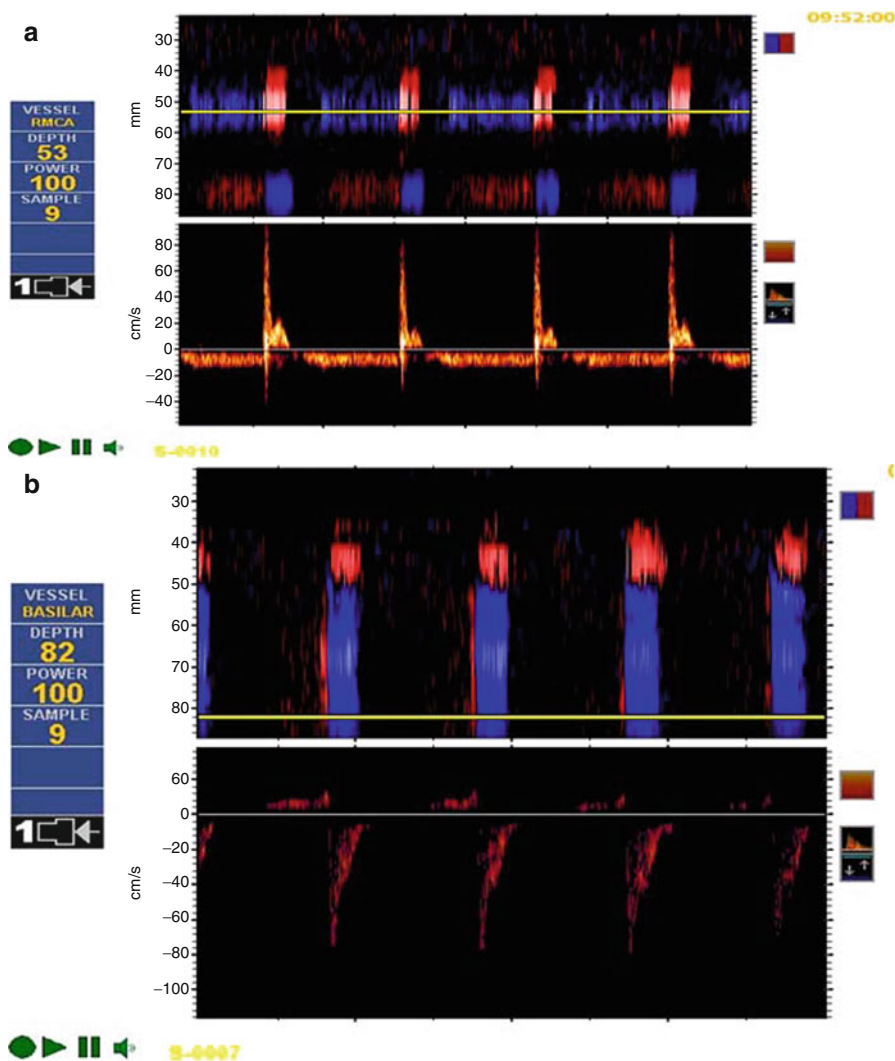 a
09:52:00
30
40
50
60
70
80
mm
VESSEL
RMCA
DEPTH
53
POWER
100
SAMPLE
9
1
80
60
40
20
0
−20
−40
cm/s
S-0010
b
30
40
50
60
70
80
mm
VESSEL
BASILAR
DEPTH
82
POWER
100
SAMPLE
9
1
60
0
−20
−40
−60
−80
−100
cm/s
S-0007